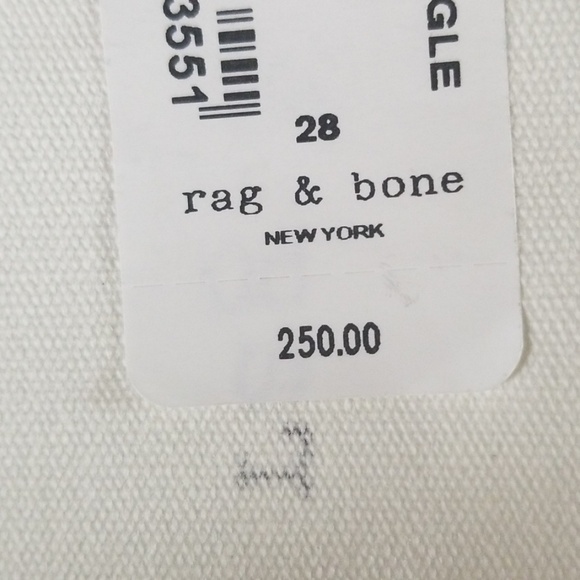 3551
GLE
28
rag & bone
NEW YORK
250.00